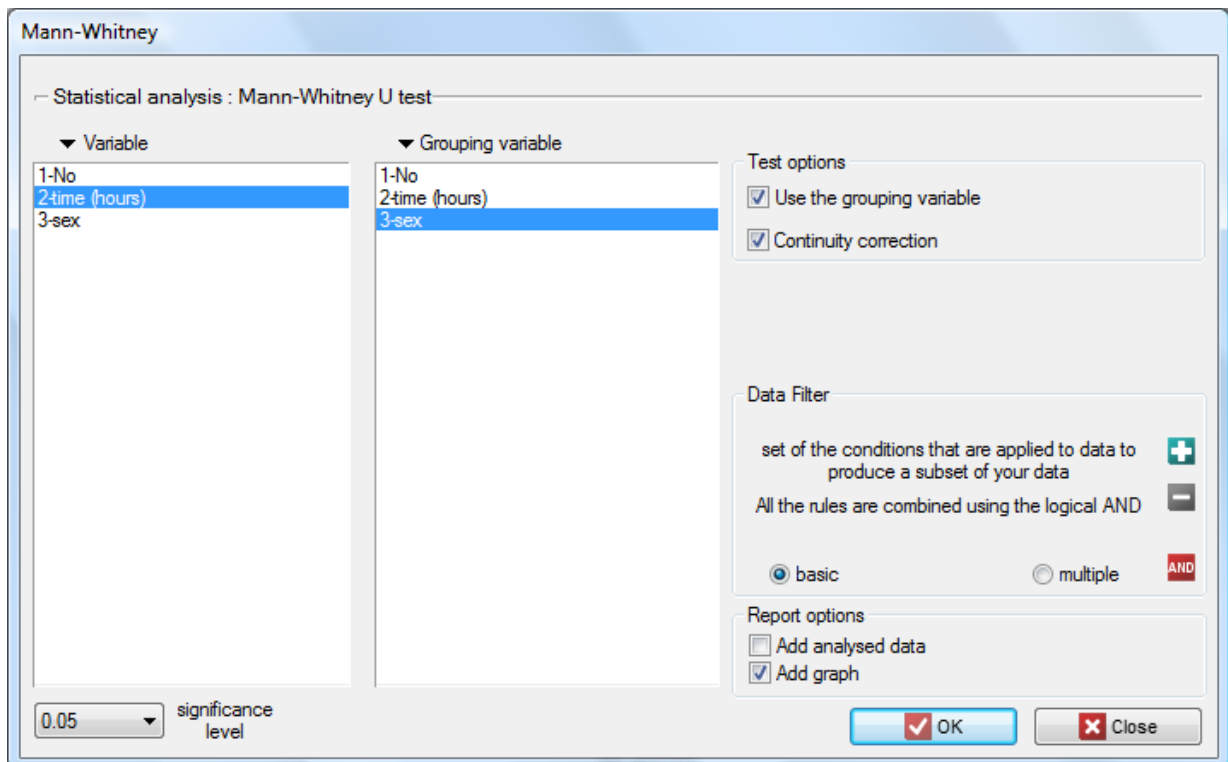 Mann-Whitney
Statistical analysis : Mann-Whitney U test
Variable
1-No
2-time (hours)
3-sex
Grouping variable
1-No
2-time (hours)
3-sex
Test options
Use the grouping variable
Continuity correction
Data Filter
set of the conditions that are applied to data to
produce a subset of your data
All the rules are combined using the logical AND
basic
multiple
AND
Report options
Add analysed data
Add graph
0.05
significance
level
OK
Close